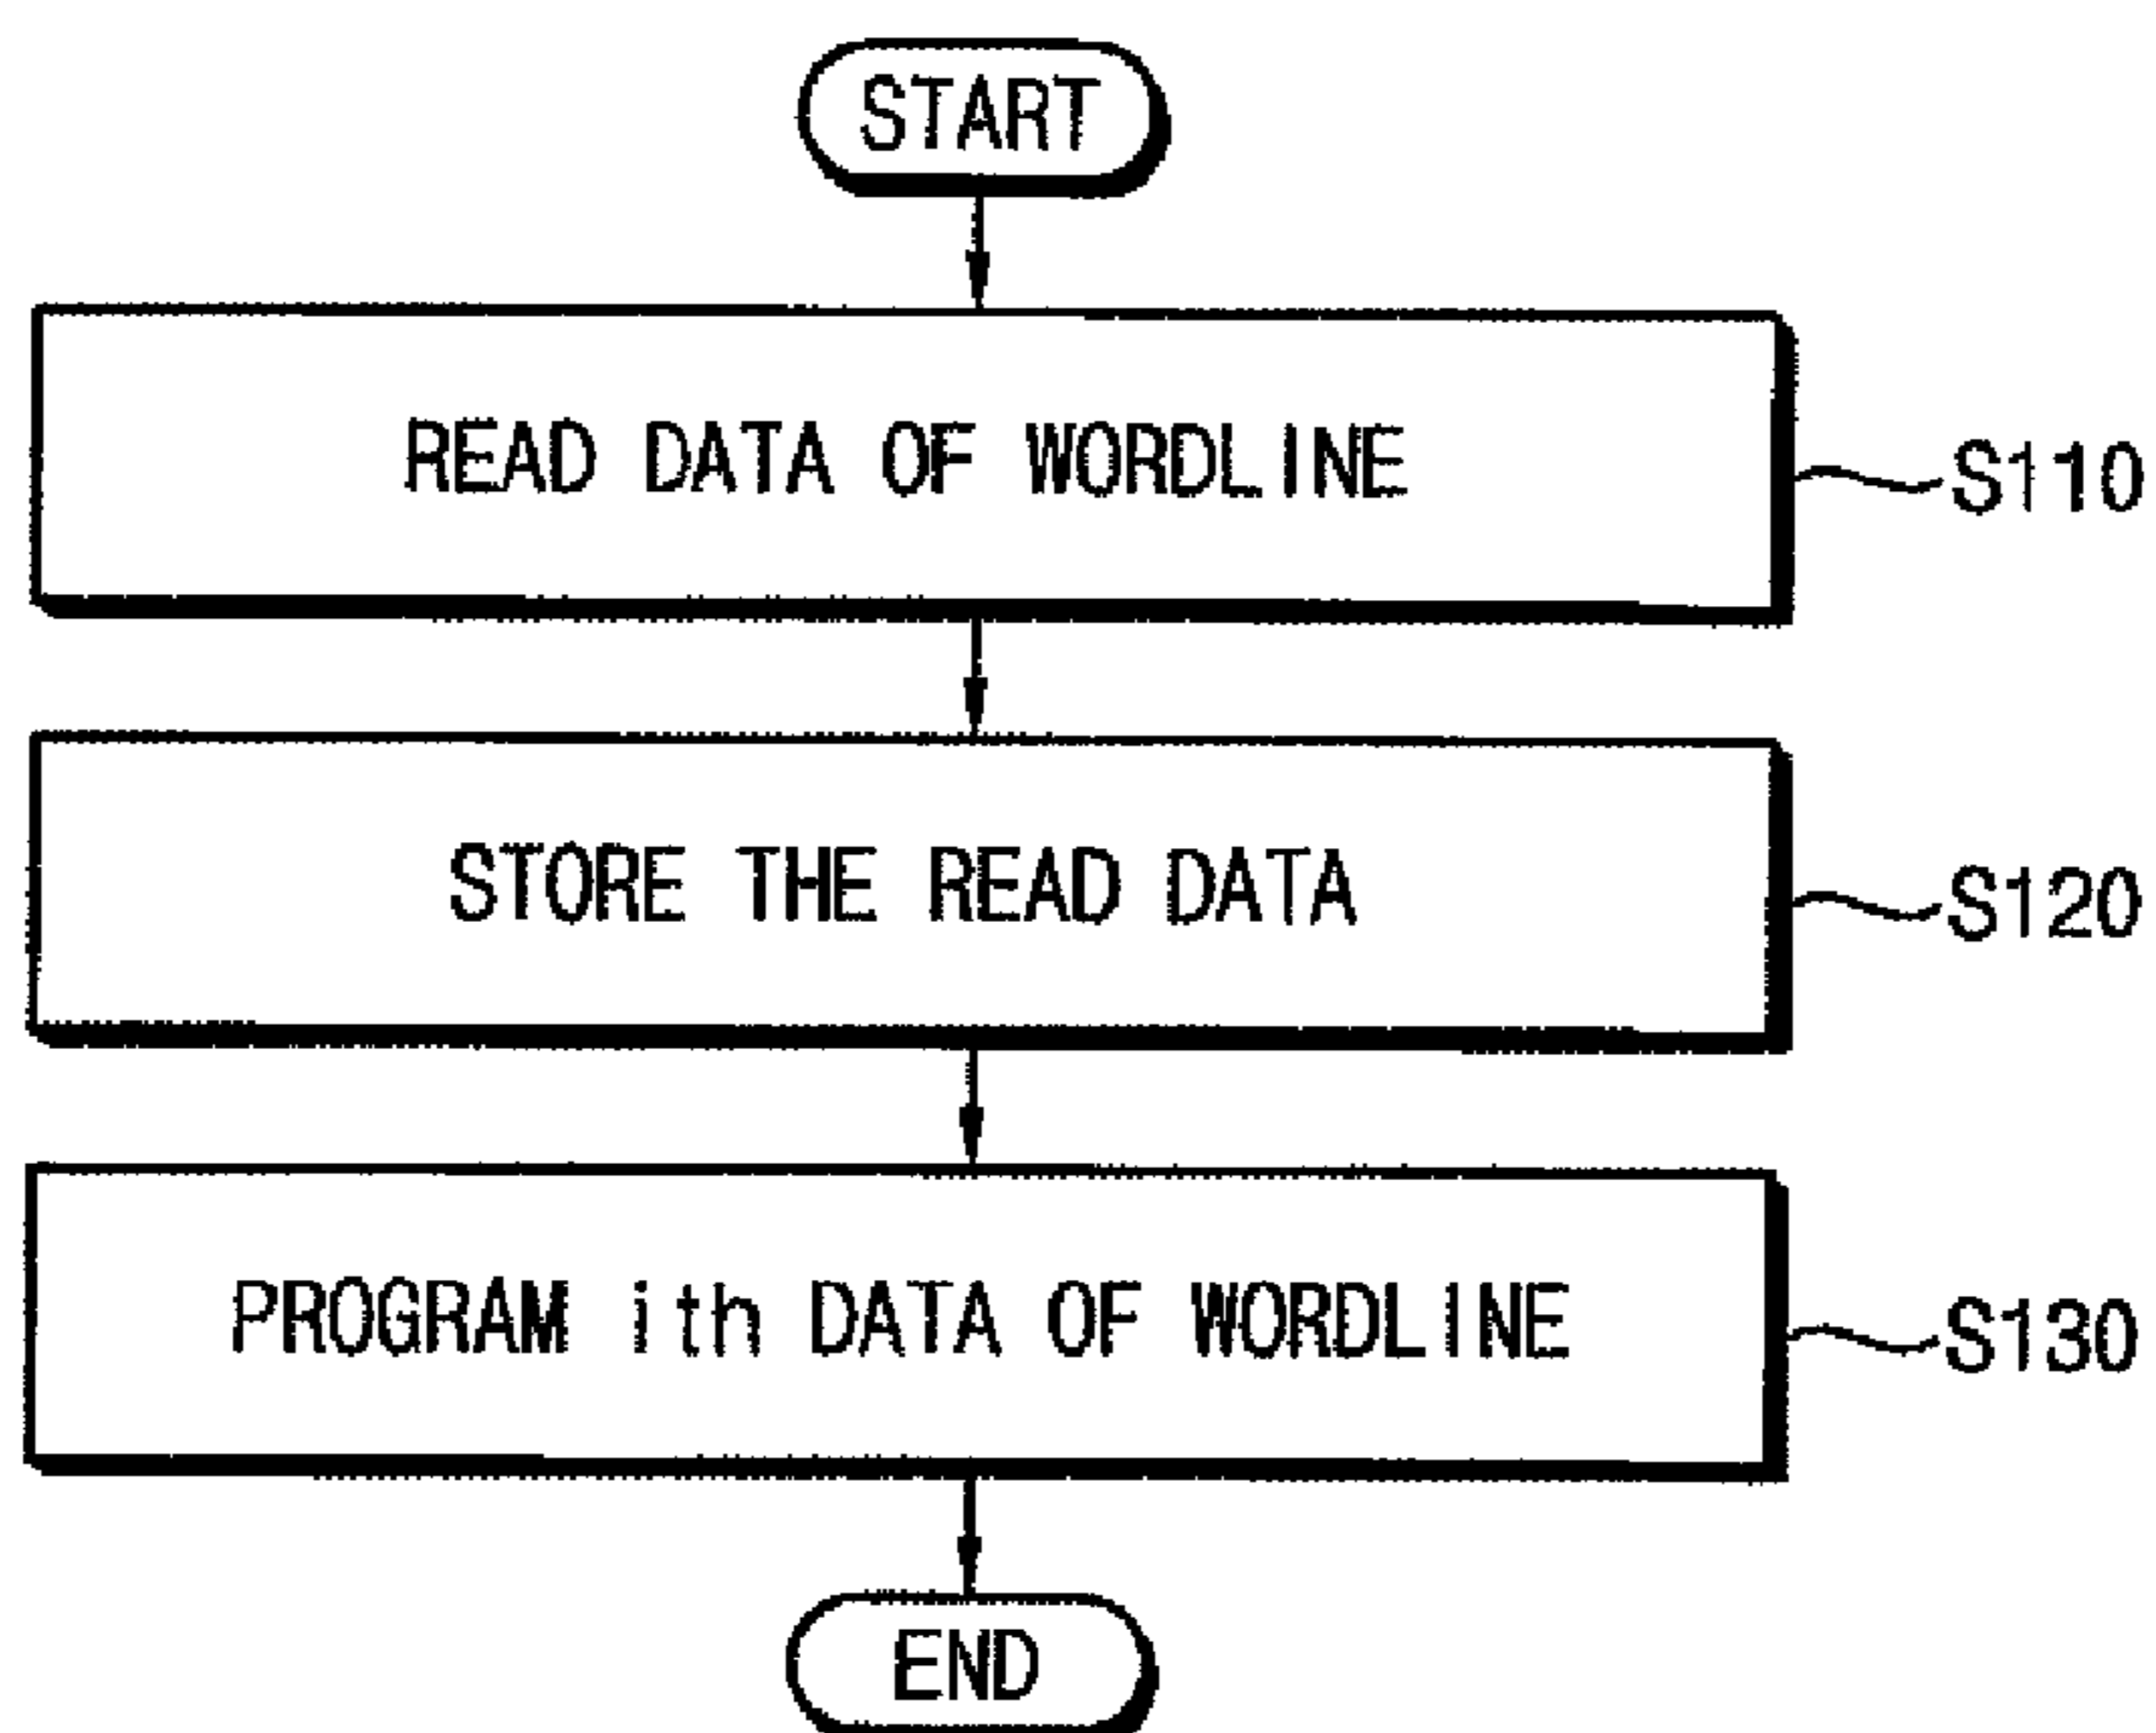 START
READ DATA OF WORDLINE
S110
STORE THE READ DATA
S120
PROGRAM ith DATA OF WORDLINE
S130
END